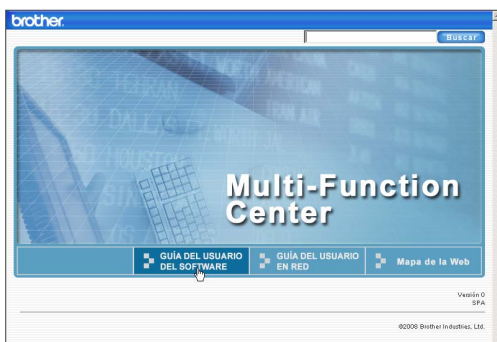 brother.
Buscar
Multi-Function
Center
GUÍA DEL USUARIO
DEL SOFTWARE
GUÍA DEL USUARIO
EN RED
Mapa de la Web
Versión 0
SPA
©2008 Brother Industries, Ltd.